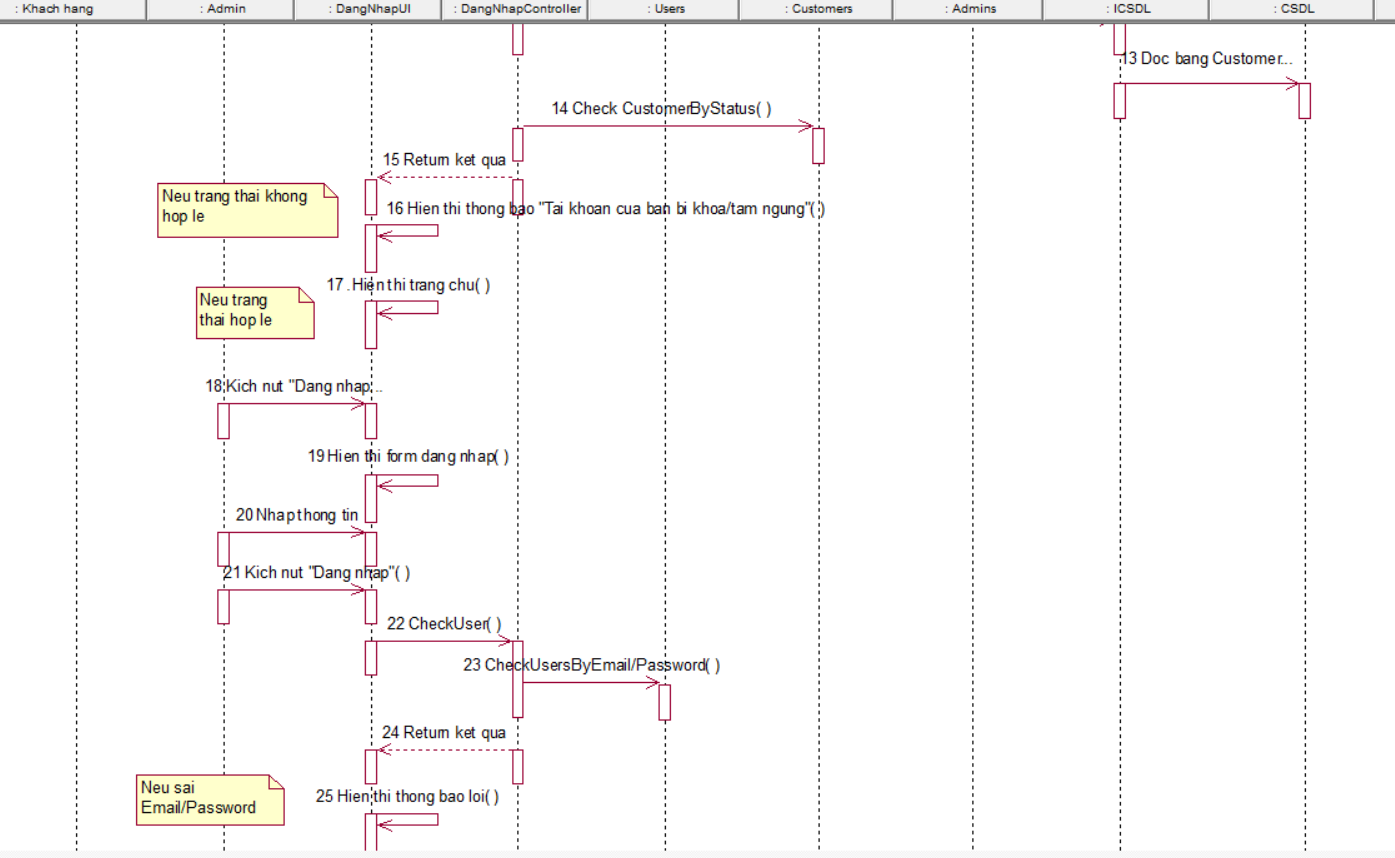 : Khach hang
: Admin
: DangNhapUI
: DangNhapController
: Users
: Customers
: Admins
: ICSDL
: CSDL
13 Doc bang Customer...
14 Check CustomerByStatus( )
15 Return ket qua
Neu trang thai khong
hop le
16 Hien thi thong bao "Tai khoan cua ban bi khoa/tam ngung"( )
17 . Hien thi trang chu( )
Neu trang
thai hop le
18 Kich nut "Dang nhap...
19 Hien thi form dang nhap( )
20 Nhap thong tin
21 Kich nut "Dang nhap"( )
22 CheckUser( )
23 CheckUsersByEmail/Password( )
24 Return ket qua
Neu sai
Email/Password
25 Hien thi thong bao loi( )